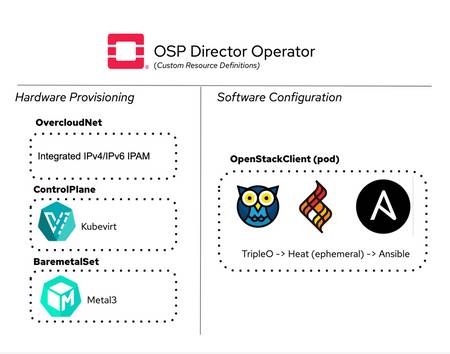 OSP Director Operator
(Custom Resource Definitions)
Hardware Provisioning
OvercloudNet
Integrated IPv4/IPv6 IPAM
ControlPlane
Kubevirt
BaremetalSet
Metal3
Software Configuration
OpenStackClient (pod)
TripleO -> Heat (ephemeral) -> Ansible